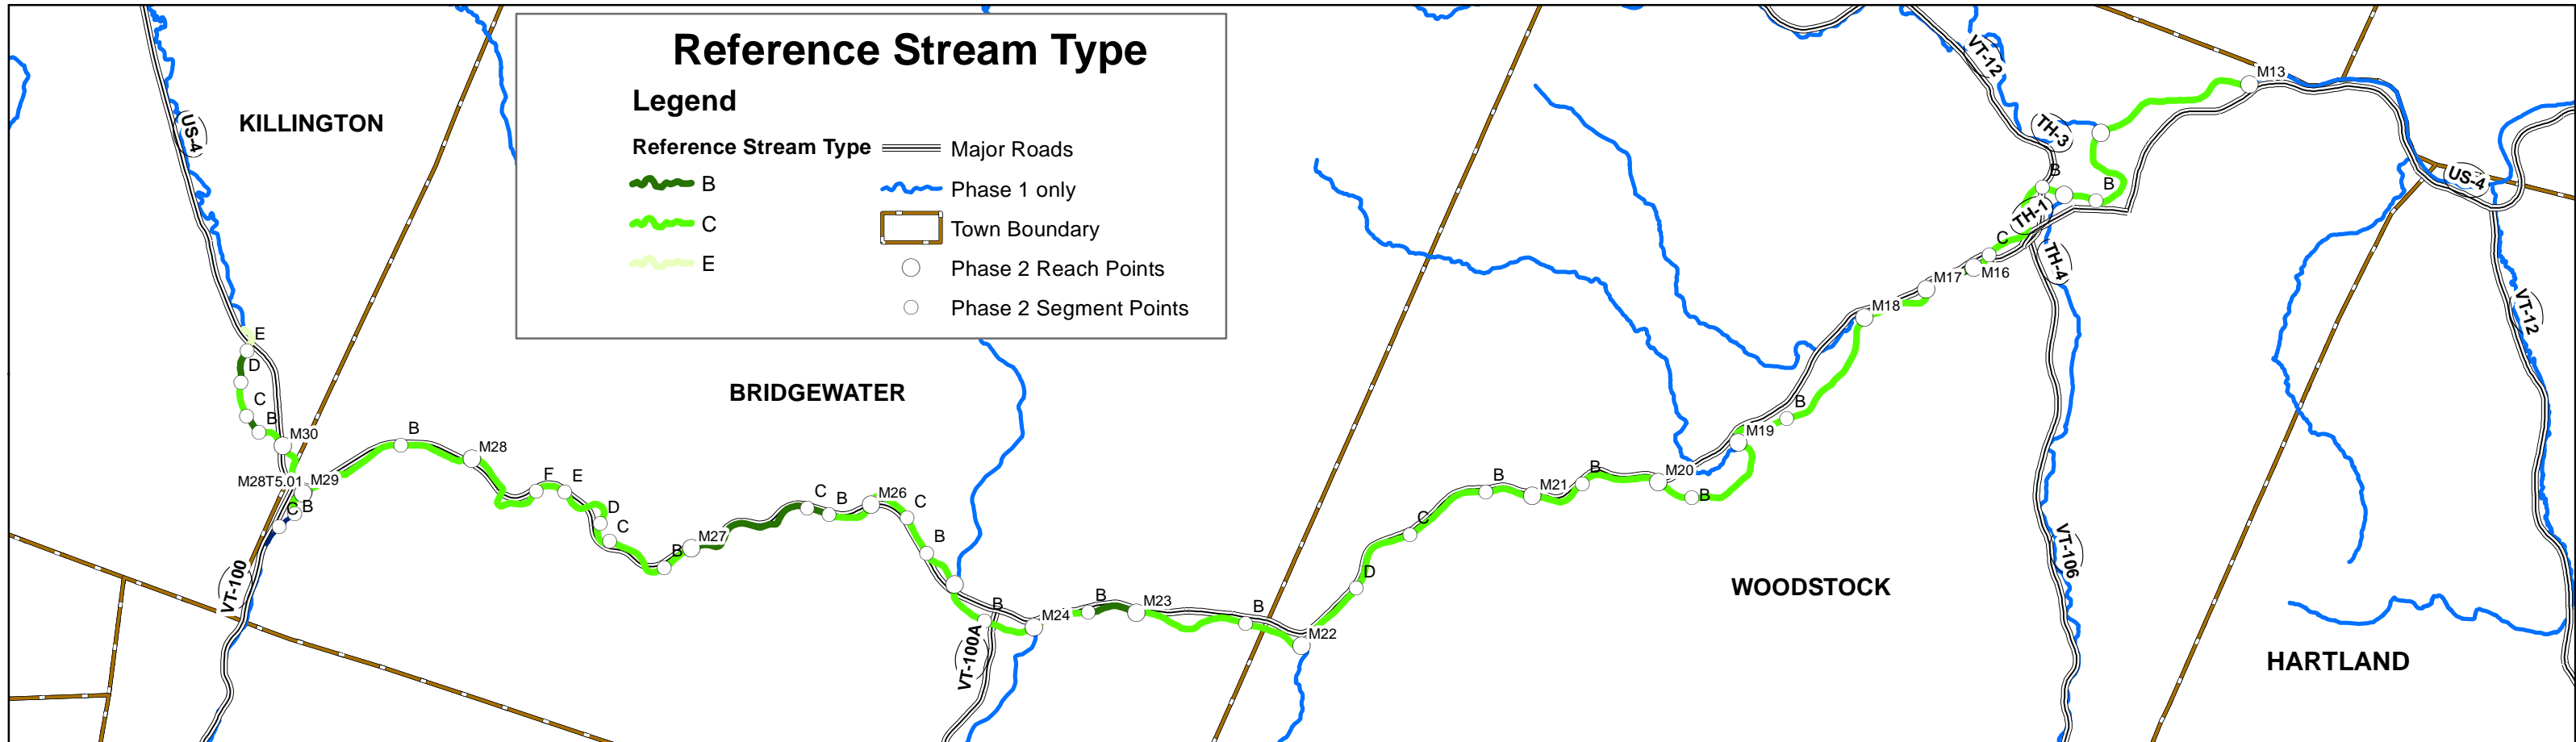 Reference Stream Type
Legend
Reference Stream Type
B
C
E
Major Roads
Phase 1 only
Town Boundary
Phase 2 Reach Points
Phase 2 Segment Points
KILLINGTON
US-4
E
D
C
B
M30
M28T5.01
M29
C
B
VT-100
B
M28
F
E
D
C
B
M27
BRIDGEWATER
C
B
M26
C
B
B
VT-100A
M24
B
M23
B
M22
D
C
B
M21
B
M20
B
M19
B
M18
M17
M16
C
TH-1
TH-4
B
B
TH-3
VT-12
M13
US-4
VT-12
VT-106
WOODSTOCK
HARTLAND